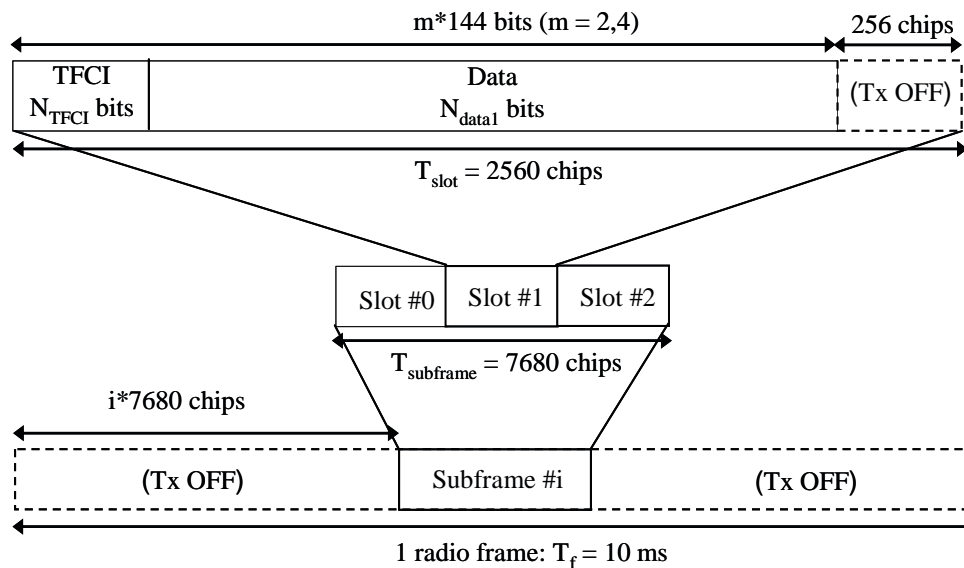 m*144 bits (m = 2,4)
256 chips
TFCI
N_TFCI bits
Data
N_data1 bits
(Tx OFF)
T_slot = 2560 chips
Slot #0
Slot #1
Slot #2
T_subframe = 7680 chips
i*7680 chips
(Tx OFF)
Subframe #i
(Tx OFF)
1 radio frame: T_f = 10 ms